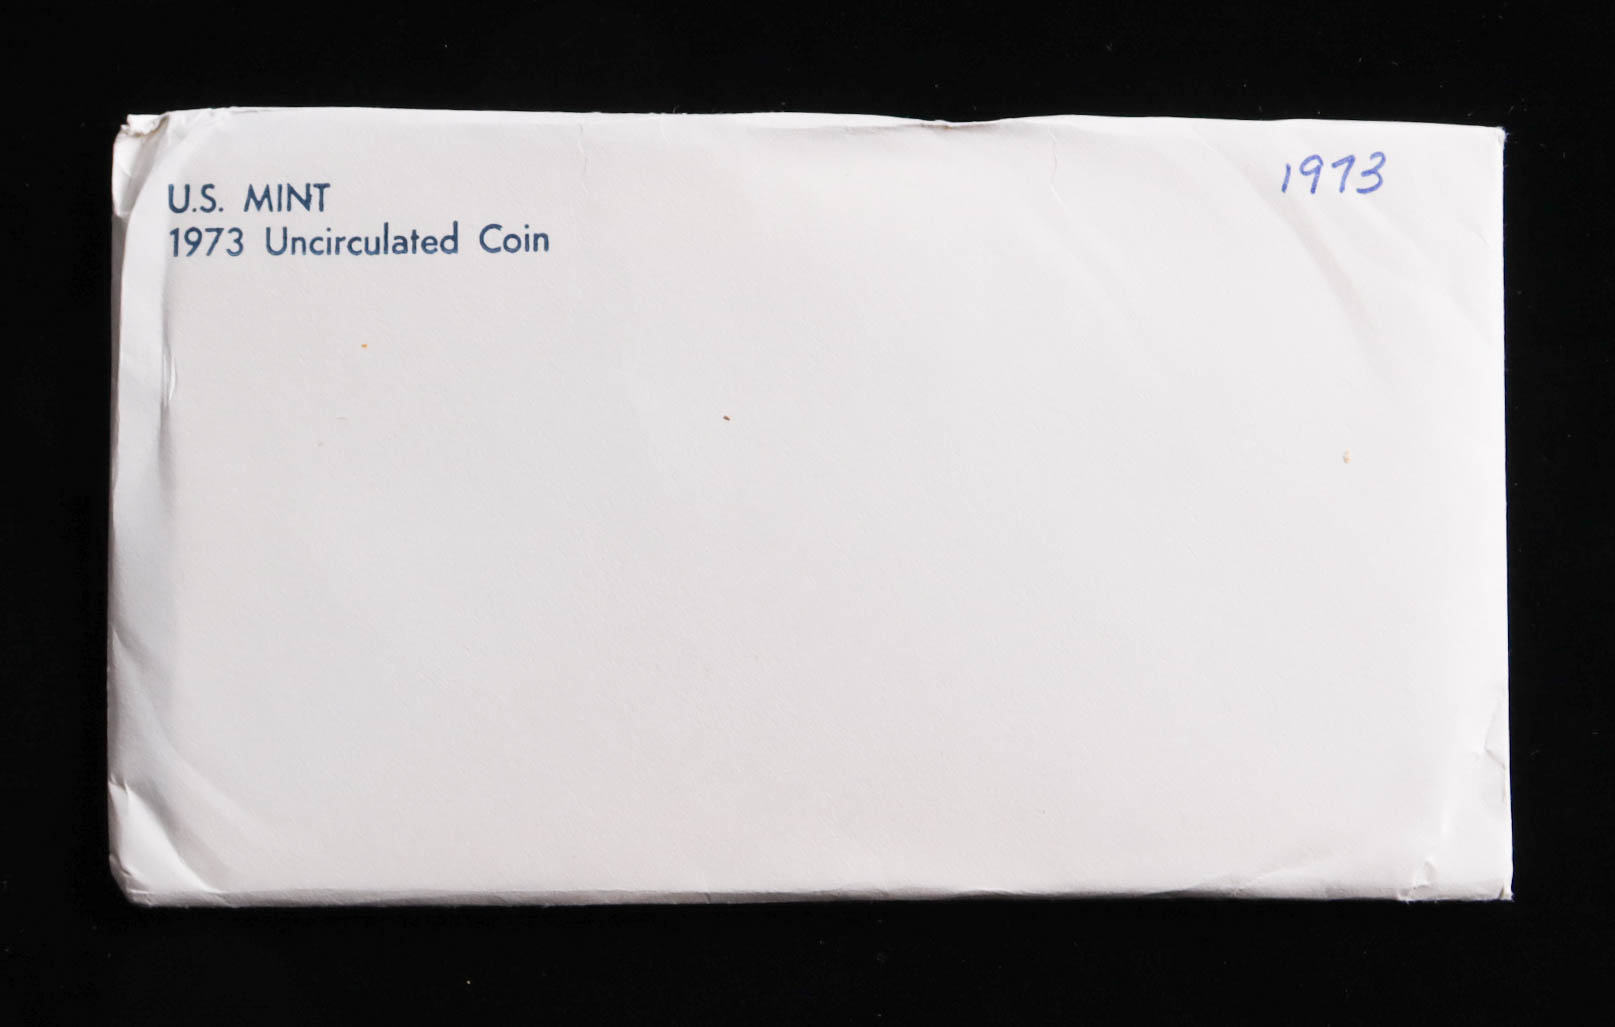 U.S. MINT
1973 Uncirculated Coin
1973